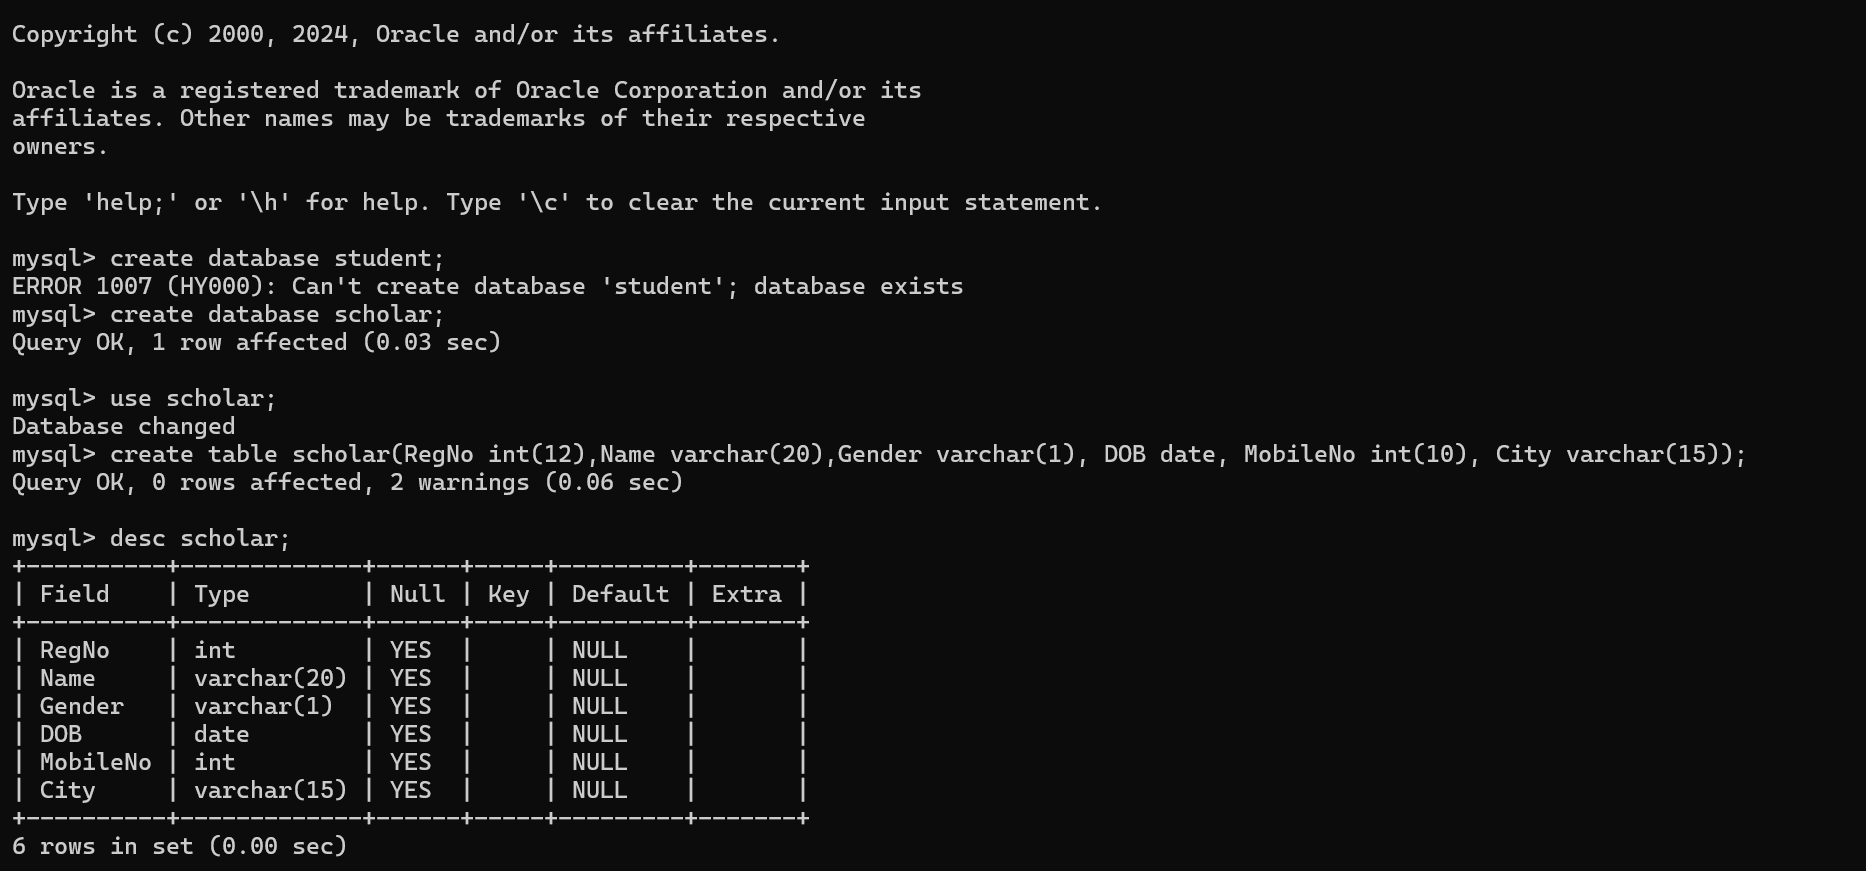 Copyright (c) 2000, 2024, Oracle and/or its affiliates.
Oracle is a registered trademark of Oracle Corporation and/or its
affiliates. Other names may be trademarks of their respective
owners.
Type 'help;' or '\h' for help. Type '\c' to clear the current input statement.
mysql> create database student;
ERROR 1007 (HY000): Can't create database 'student'; database exists
mysql> create database scholar;
Query OK, 1 row affected (0.03 sec)
mysql> use scholar;
Database changed
mysql> create table scholar(RegNo int(12),Name varchar(20),Gender varchar(1), DOB date, MobileNo int(10), City varchar(15));
Query OK, 0 rows affected, 2 warnings (0.06 sec)
mysql> desc scholar;
+----------+-------------+------+-----+---------+-------+
| Field    | Type        | Null | Key | Default | Extra |
+----------+-------------+------+-----+---------+-------+
| RegNo    | int         | YES  |     | NULL    |       |
| Name     | varchar(20) | YES  |     | NULL    |       |
| Gender   | varchar(1)  | YES  |     | NULL    |       |
| DOB      | date        | YES  |     | NULL    |       |
| MobileNo | int         | YES  |     | NULL    |       |
| City     | varchar(15) | YES  |     | NULL    |       |
+----------+-------------+------+-----+---------+-------+
6 rows in set (0.00 sec)